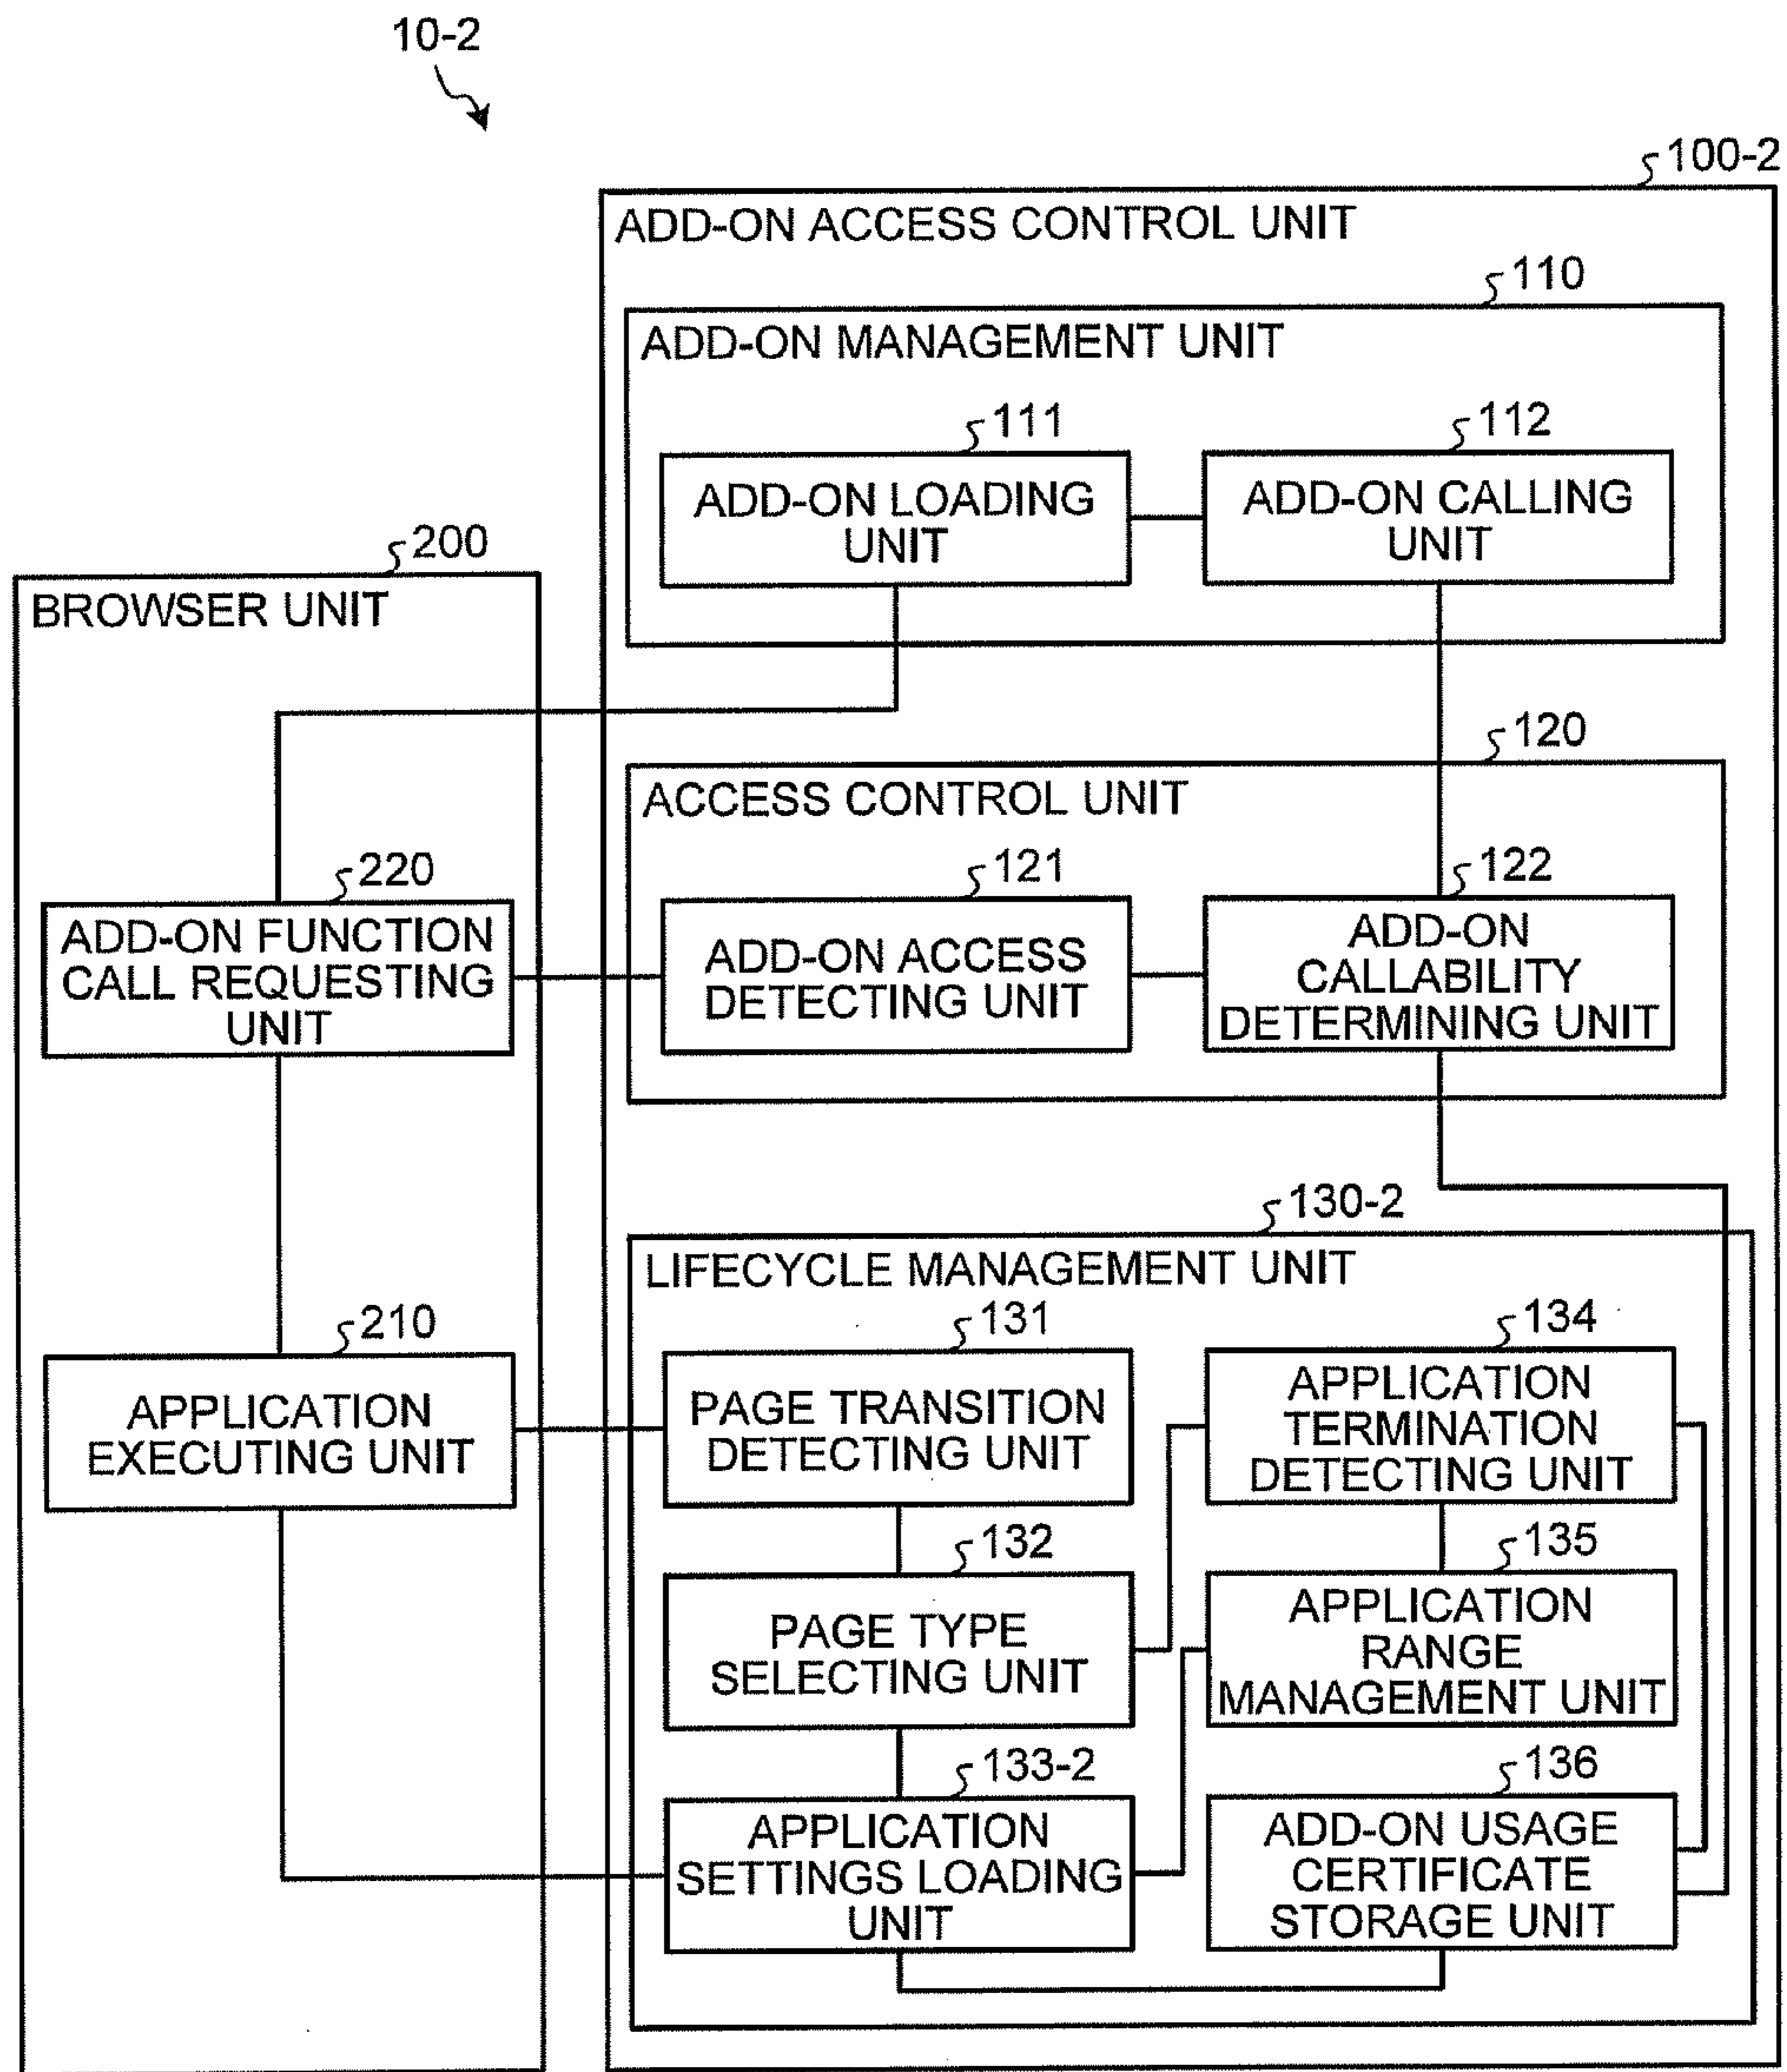 10-2
100-2
ADD-ON ACCESS CONTROL UNIT
110
ADD-ON MANAGEMENT UNIT
111
ADD-ON LOADING
UNIT
112
ADD-ON CALLING
UNIT
200
BROWSER UNIT
120
ACCESS CONTROL UNIT
220
ADD-ON FUNCTION
CALL REQUESTING
UNIT
121
ADD-ON ACCESS
DETECTING UNIT
122
ADD-ON
CALLABILITY
DETERMINING UNIT
130-2
LIFECYCLE MANAGEMENT UNIT
210
APPLICATION
EXECUTING UNIT
131
PAGE TRANSITION
DETECTING UNIT
134
APPLICATION
TERMINATION
DETECTING UNIT
132
PAGE TYPE
SELECTING UNIT
135
APPLICATION
RANGE
MANAGEMENT UNIT
133-2
APPLICATION
SETTINGS LOADING
UNIT
136
ADD-ON USAGE
CERTIFICATE
STORAGE UNIT